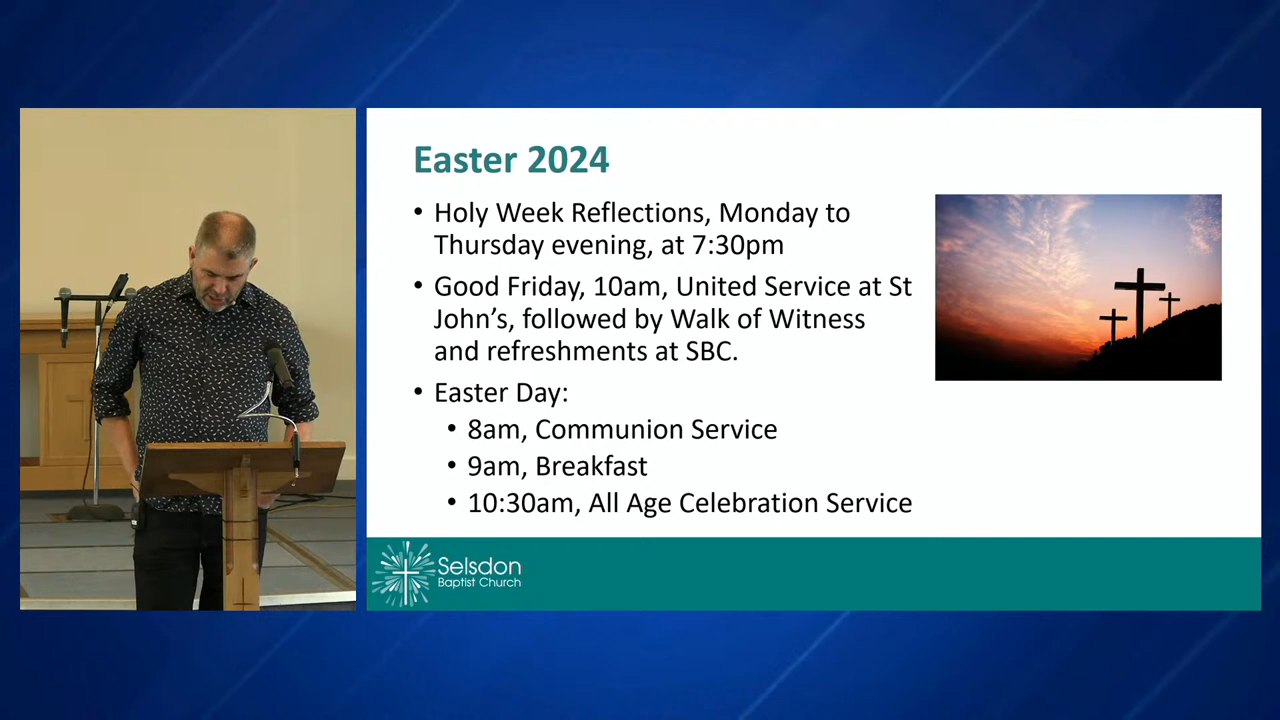 Easter 2024
• Holy Week Reflections, Monday to
Thursday evening, at 7:30pm
• Good Friday, 10am, United Service at St
John’s, followed by Walk of Witness
and refreshments at SBC.
• Easter Day:
• 8am, Communion Service
• 9am, Breakfast
• 10:30am, All Age Celebration Service
Selsdon
Baptist Church